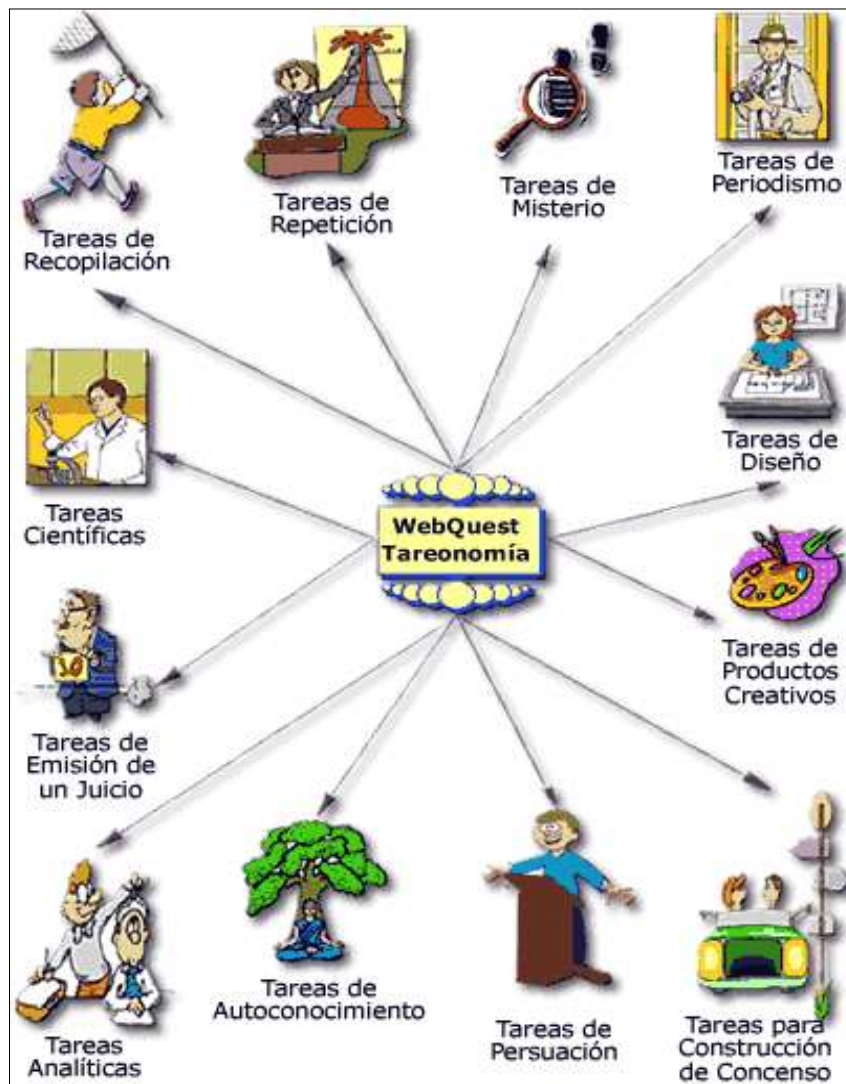 Tareas de
Recopilación
Tareas de
Repetición
Tareas de
Misterio
Tareas de
Periodismo
Tareas
Científicas
WebQuest
Tareonomía
Tareas de
Diseño
Tareas de
Productos
Creativos
Tareas de
Emisión de
un Juicio
Tareas
Analíticas
Tareas de
Autoconocimiento
Tareas de
Persuación
Tareas para
Construcción
de Concenso